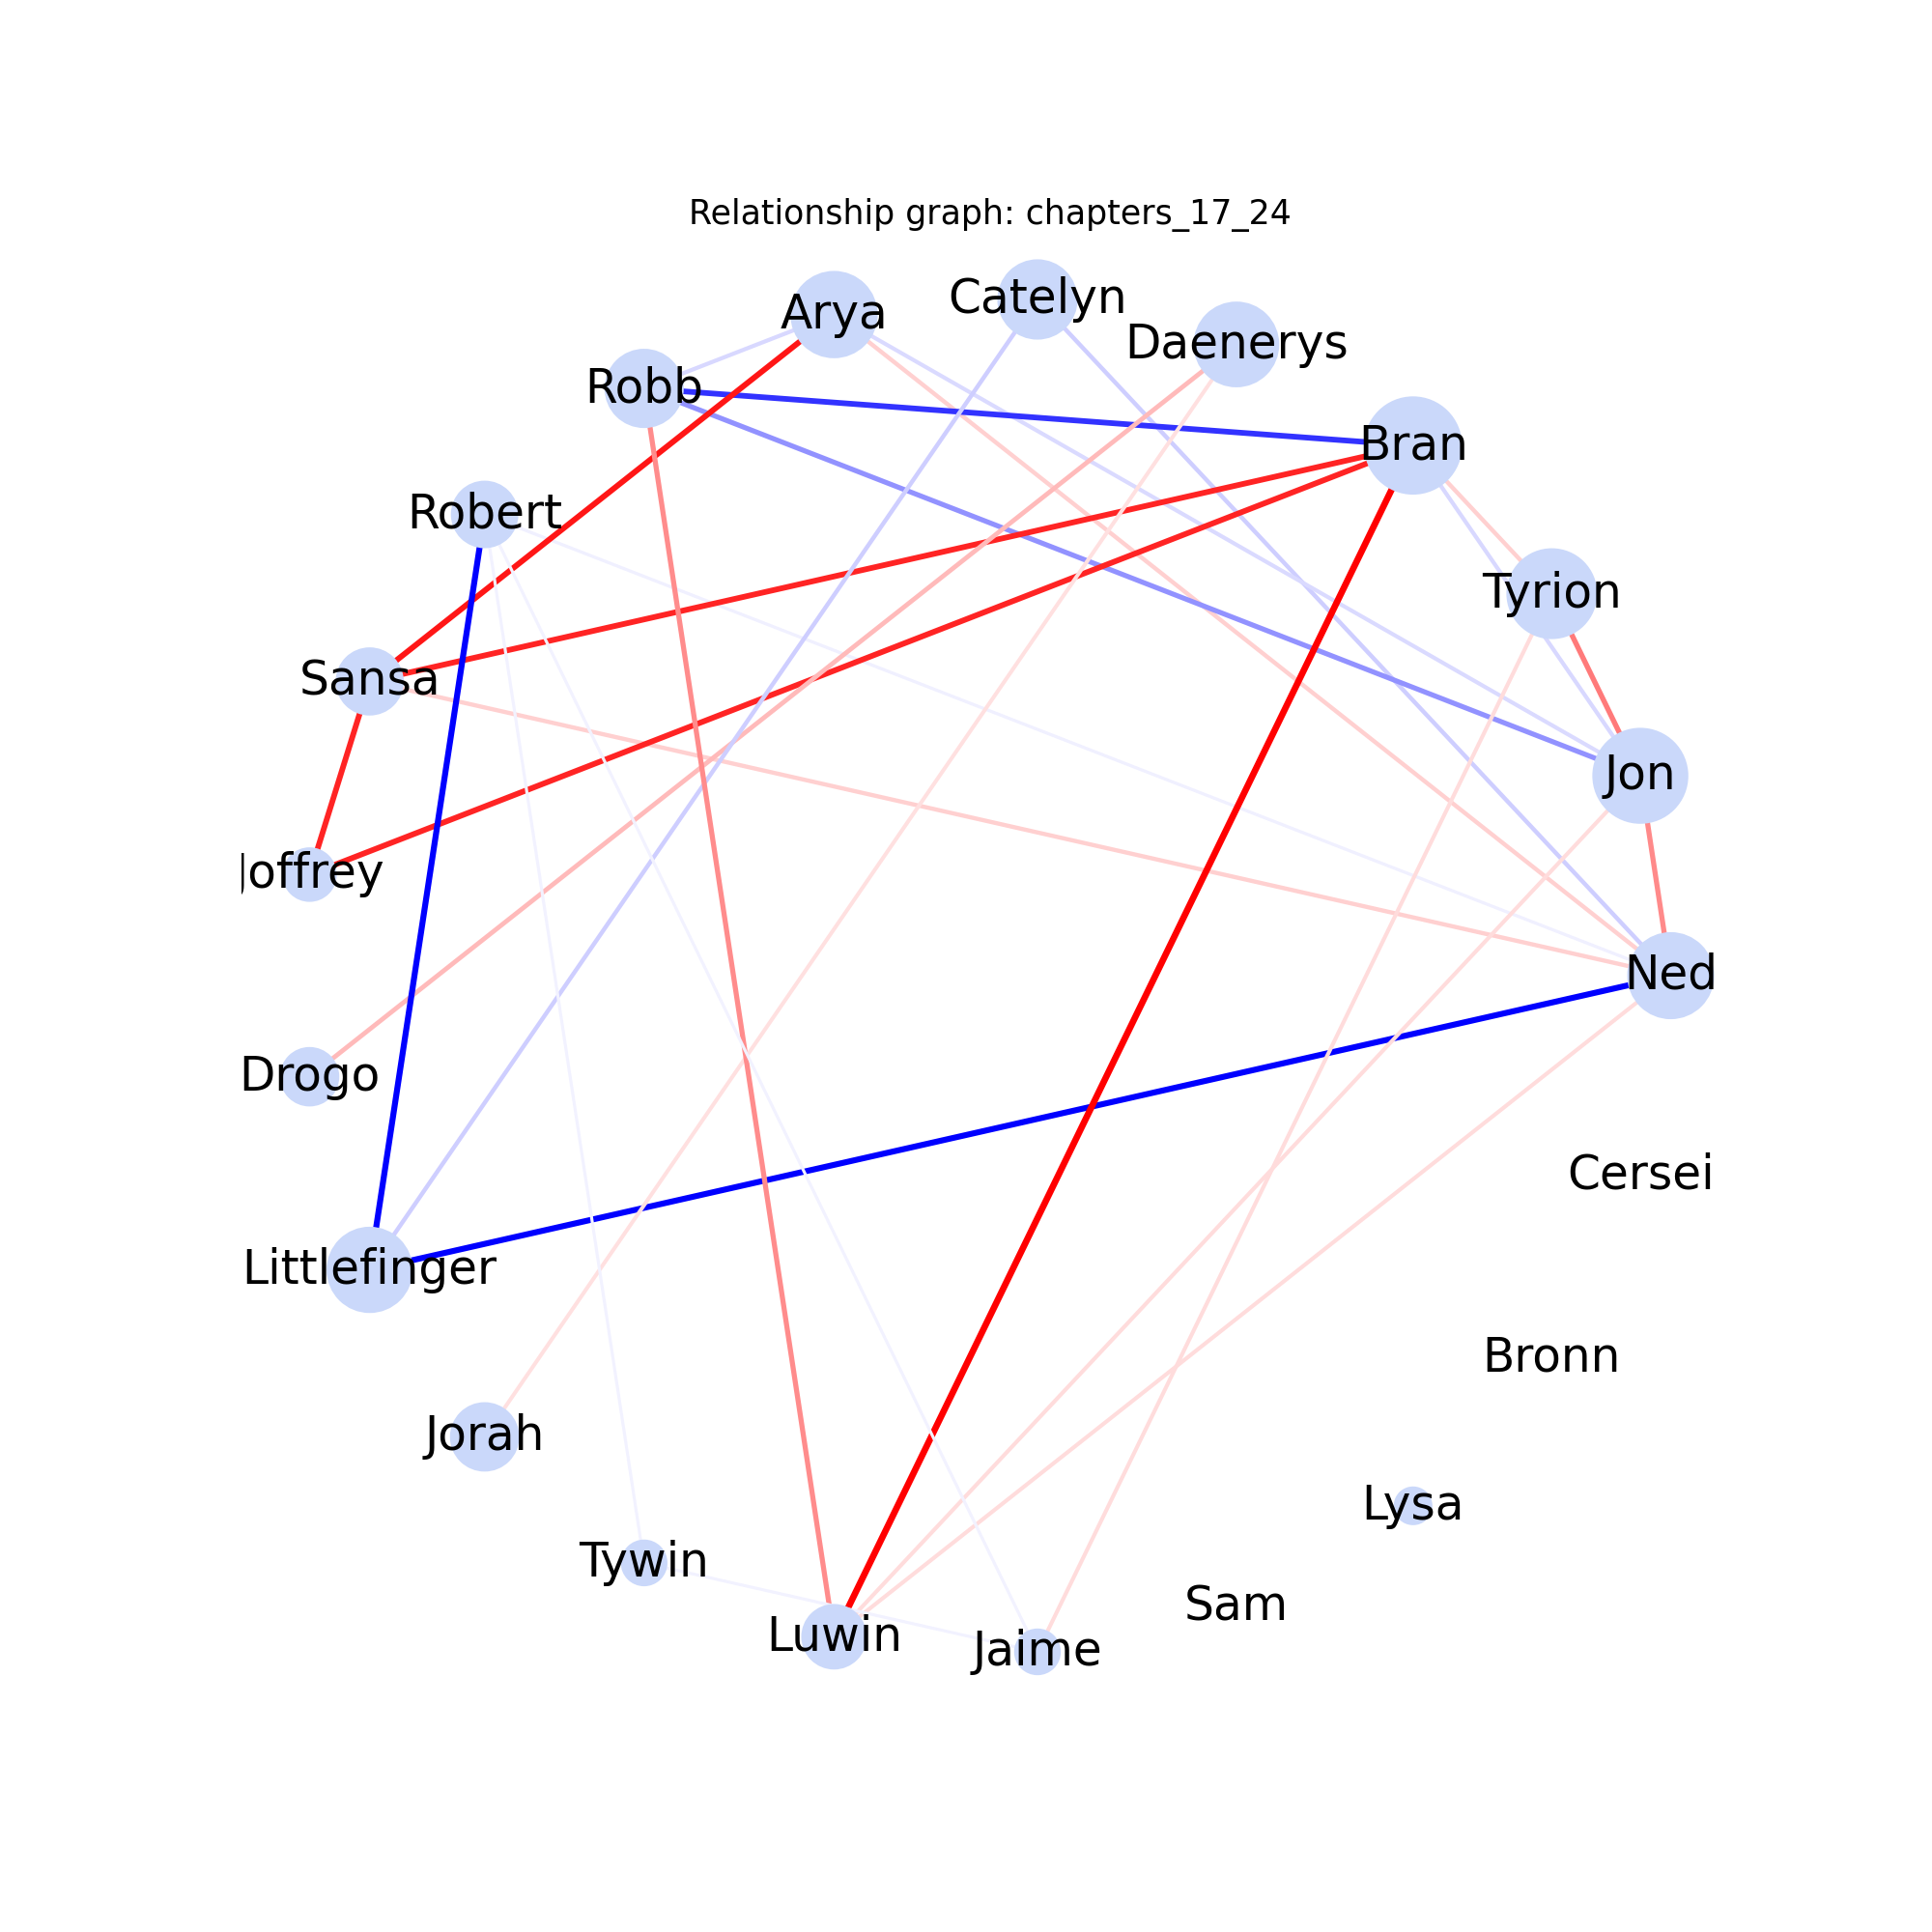 Relationship graph: chapters_17_24
Catelyn
Arya
Daenerys
Robb
Bran
Robert
Tyrion
Sansa
Jon
Joffrey
Ned
Drogo
Cersei
Littlefinger
Bronn
Jorah
Lysa
Tywin
Sam
Luwin
Jaime